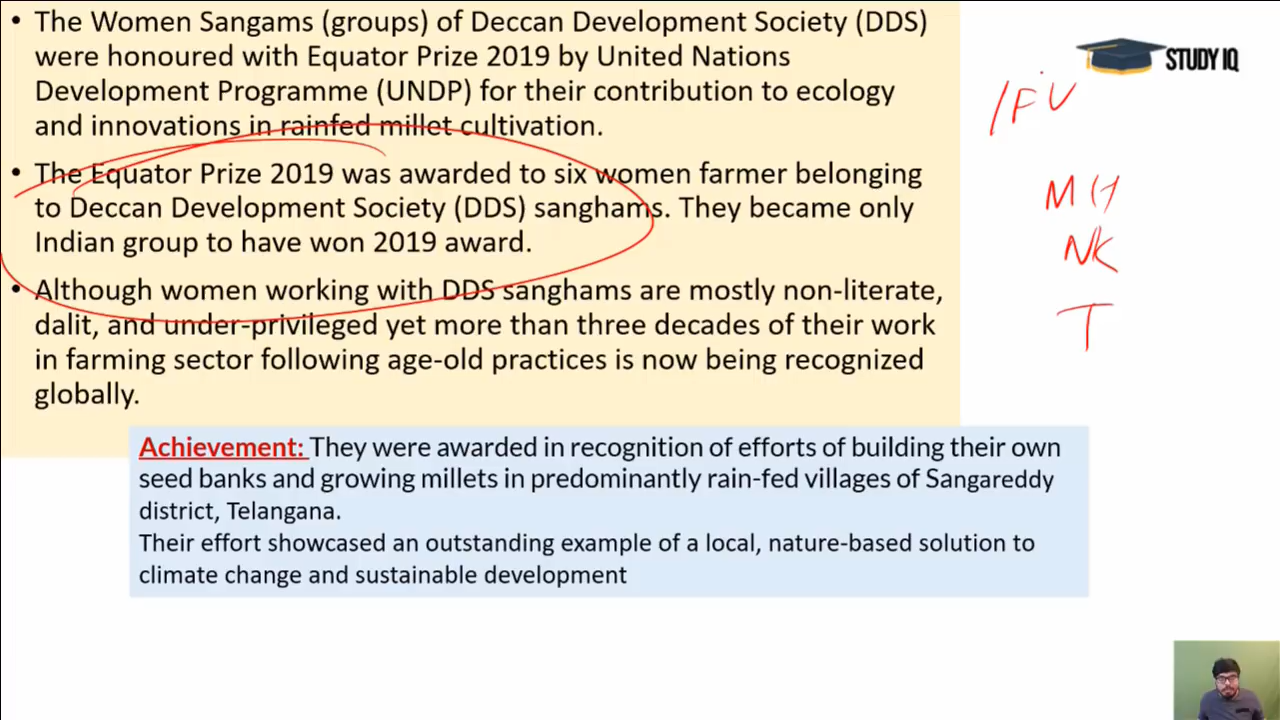 • The Women Sangams (groups) of Deccan Development Society (DDS)
were honoured with Equator Prize 2019 by United Nations
Development Programme (UNDP) for their contribution to ecology
and innovations in rainfed millet cultivation.
• The Equator Prize 2019 was awarded to six women farmer belonging
to Deccan Development Society (DDS) sanghams. They became only
Indian group to have won 2019 award.
• Although women working with DDS sanghams are mostly non-literate,
dalit, and under-privileged yet more than three decades of their work
in farming sector following age-old practices is now being recognized
globally.
Achievement: They were awarded in recognition of efforts of building their own
seed banks and growing millets in predominantly rain-fed villages of Sangareddy
district, Telangana.
Their effort showcased an outstanding example of a local, nature-based solution to
climate change and sustainable development
STUDY IQ
MH
NK
T